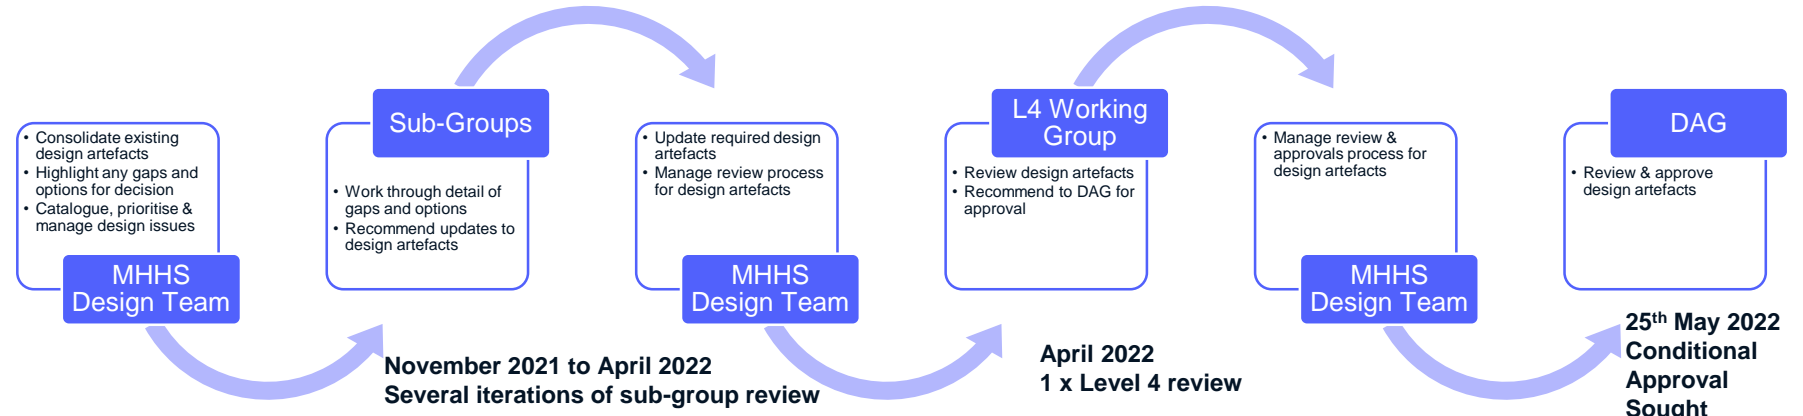 • Consolidate existing
design artefacts
• Highlight any gaps and
options for decision
• Catalogue, prioritise &
manage design issues
MHHS
Design Team
Sub-Groups
• Work through detail of
gaps and options
• Recommend updates to
design artefacts
November 2021 to April 2022
Several iterations of sub-group review
• Update required design
artefacts
• Manage review process
for design artefacts
MHHS
Design Team
L4 Working
Group
• Review design artefacts
• Recommend to DAG for
approval
April 2022
1 x Level 4 review
• Manage review &
approvals process for
design artefacts
MHHS
Design Team
DAG
• Review & approve
design artefacts
25th May 2022
Conditional
Approval
Sought